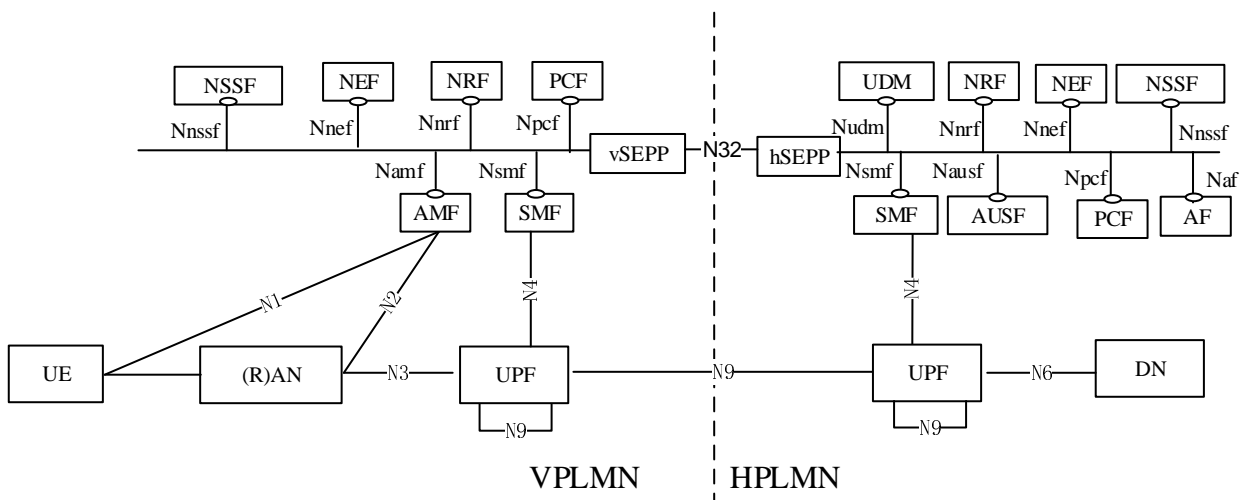 NSSF NEF NRF PCF UDM NRF NEF NSSF
Nnssf Nnef Nnrf Npcf Nudm Nnrf Nnef Nnssf
vSEPP N32 hSEPP
Namf Nsmf Nsmf Nausf Npcf Naf
AMF SMF SMF AUSF PCF AF
N1 N2 N4 N4
UE (R)AN N3 UPF N9 UPF N6 DN
N9 N9
VPLMN HPLMN